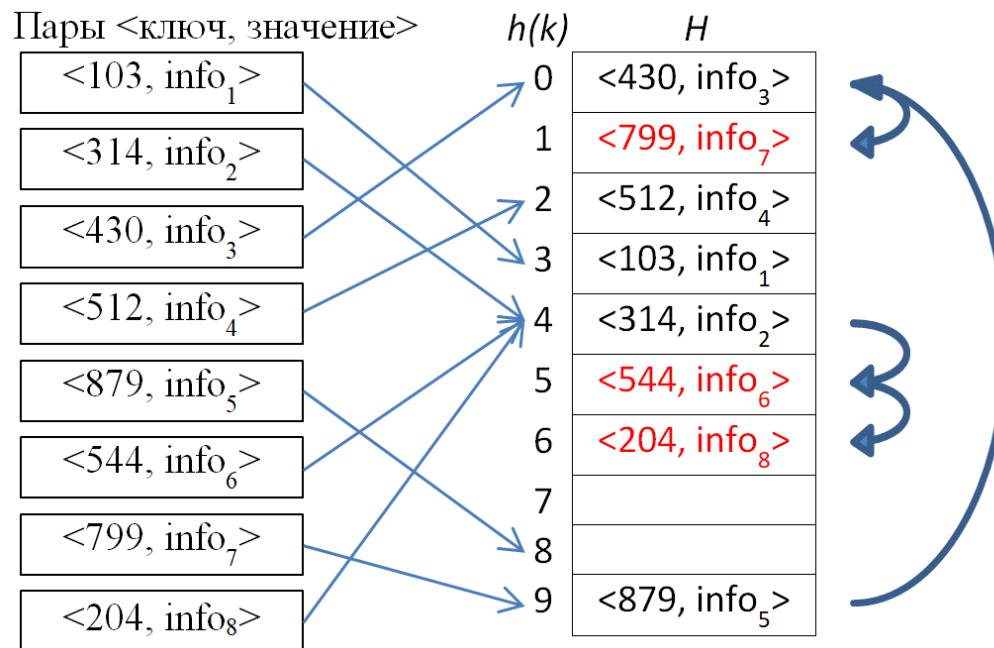 Пары <ключ, значение> h(k) H
<103, info1> 0 <430, info3>
<314, info2> 1 <799, info7>
<430, info3> 2 <512, info4>
<512, info4> 3 <103, info1>
<879, info5> 4 <314, info2>
<544, info6> 5 <544, info6>
<799, info7> 6 <204, info8>
<204, info8> 7
8
9 <879, info5>